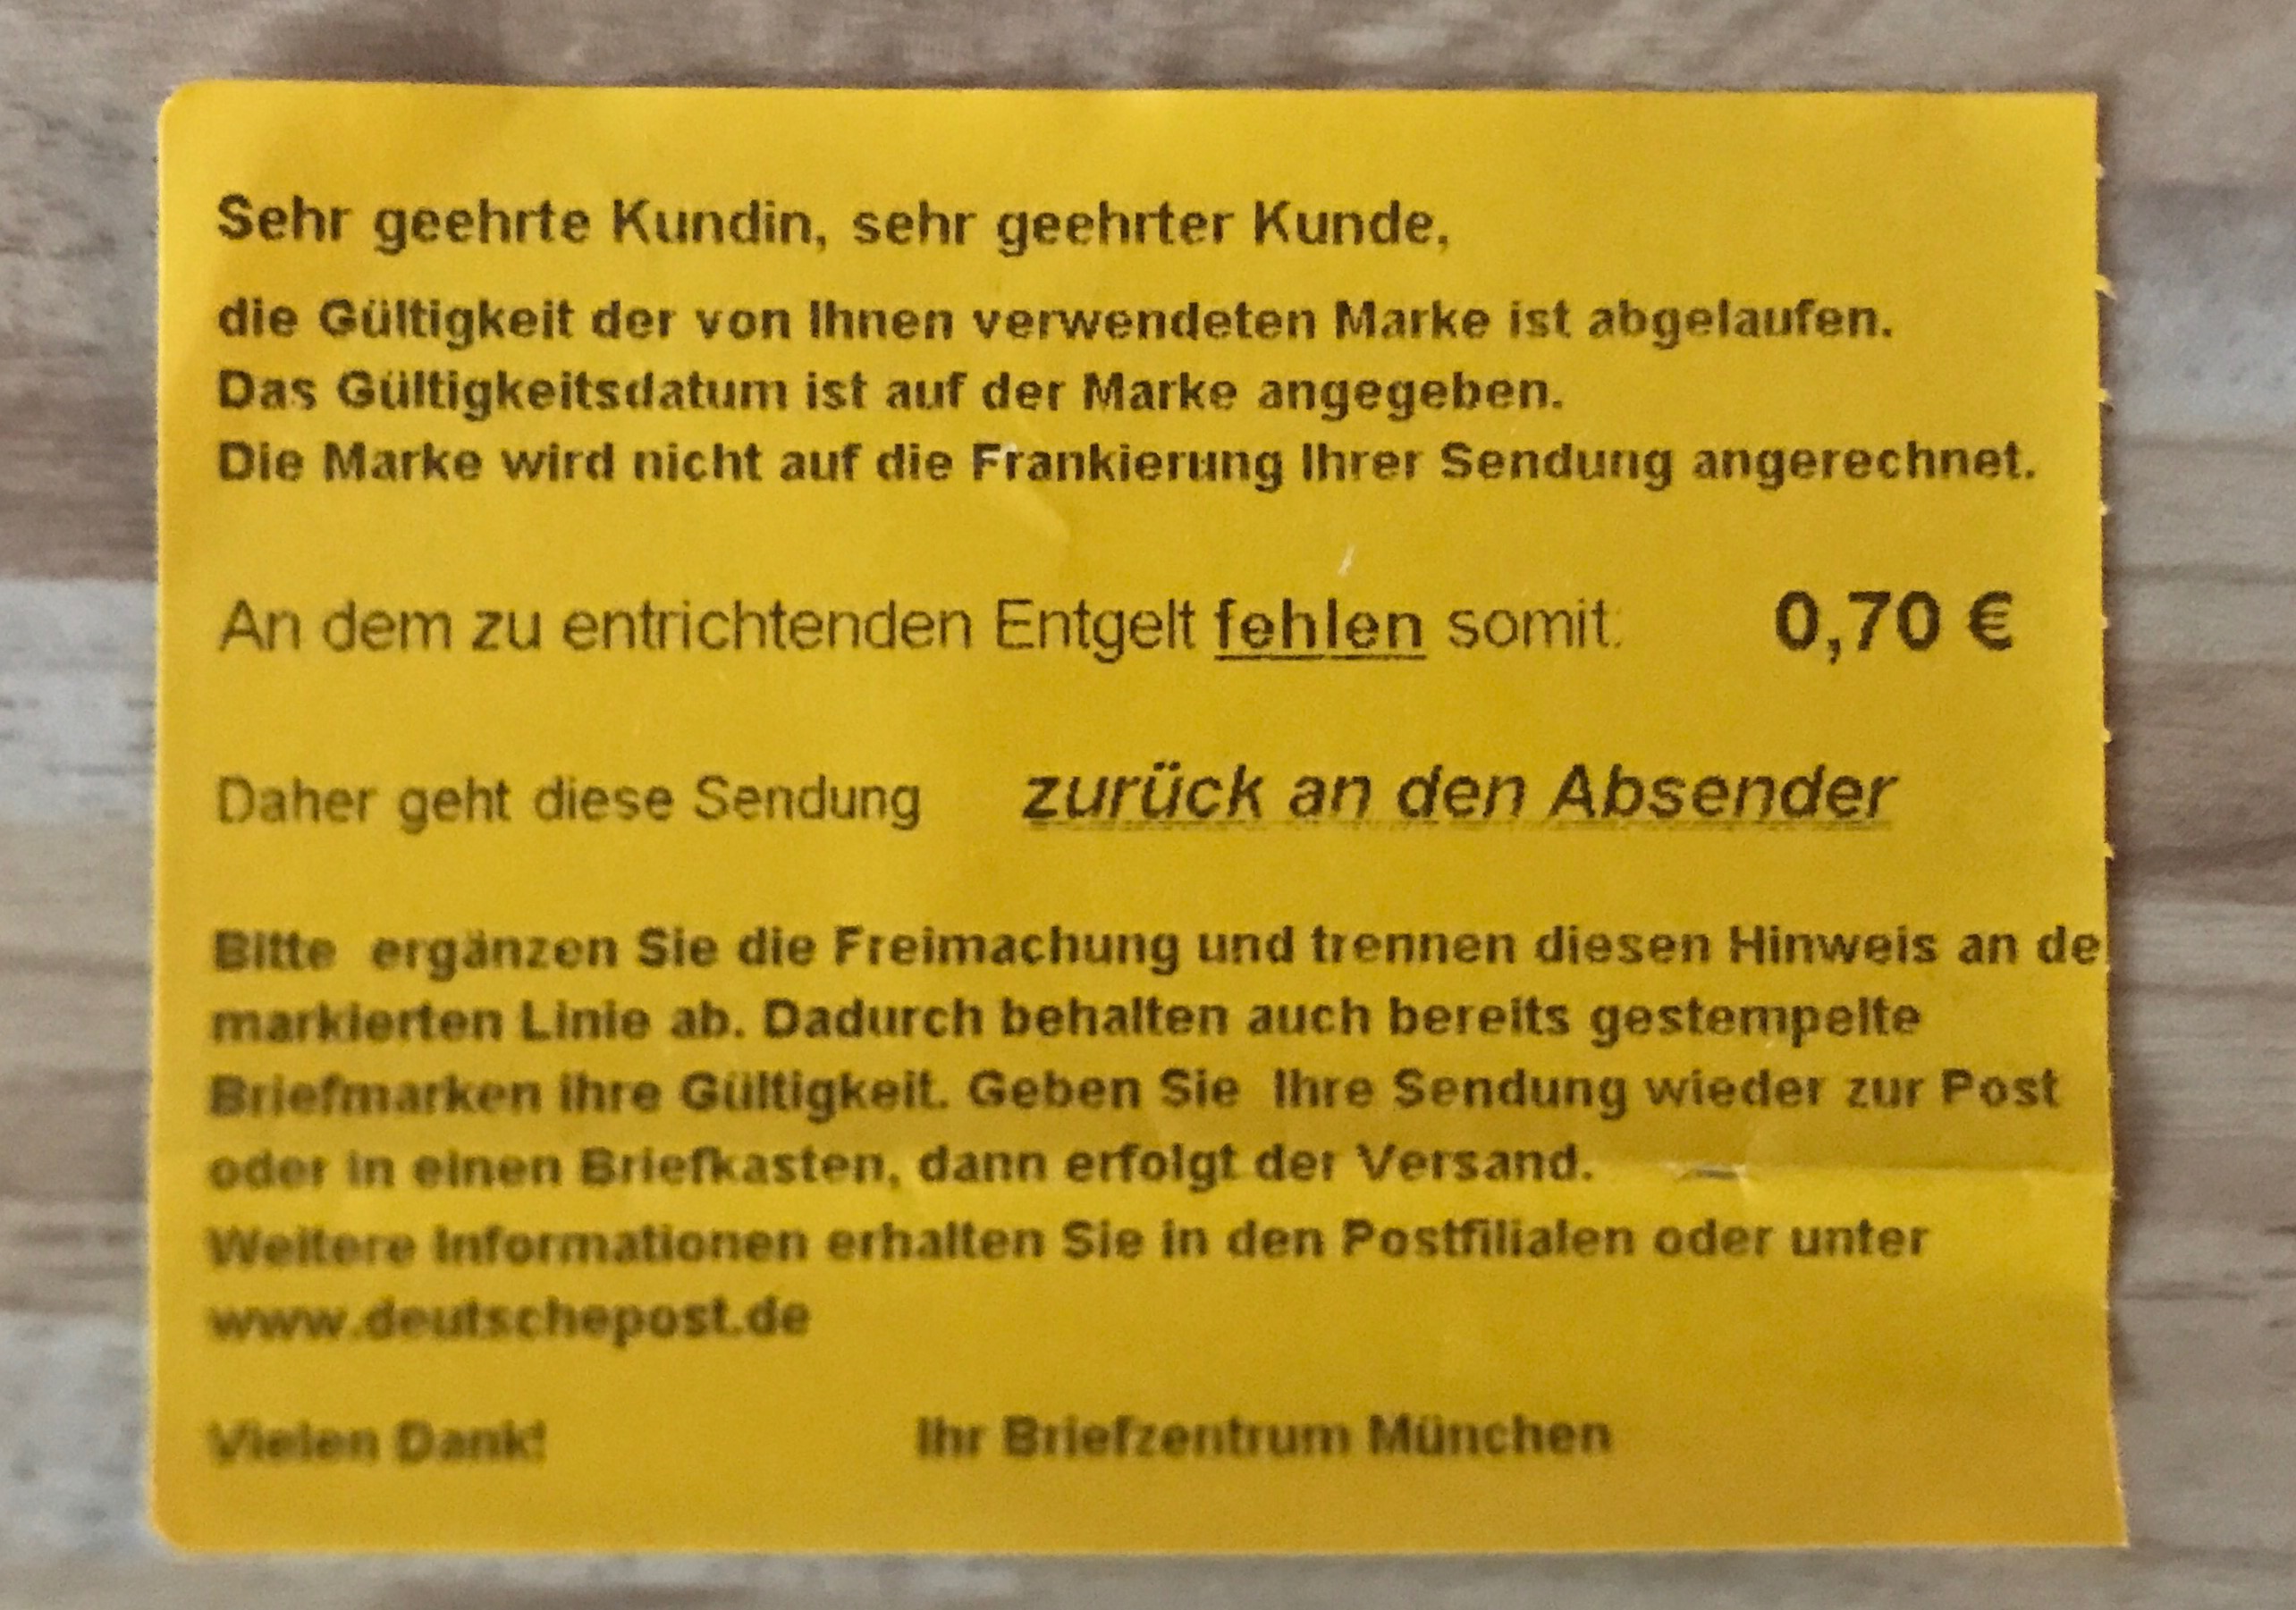 Sehr geehrte Kundin, sehr geehrter Kunde,
die Gültigkeit der von Ihnen verwendeten Marke ist abgelaufen.
Das Gültigkeitsdatum ist auf der Marke angegeben.
Die Marke wird nicht auf die Frankierung Ihrer Sendung angerechnet.
An dem zu entrichtenden Entgelt fehlen somit: 0,70 €
Daher geht diese Sendung zurück an den Absender
Bitte ergänzen Sie die Freimachung und trennen diesen Hinweis an de
markierten Linie ab. Dadurch behalten auch bereits gestempelte
Briefmarken ihre Gültigkeit. Geben Sie Ihre Sendung wieder zur Post
oder in einen Briefkasten, dann erfolgt der Versand.
Weitere Informationen erhalten Sie in den Postfilialen oder unter
www.deutschepost.de
Vielen Dank! Ihr Briefzentrum München